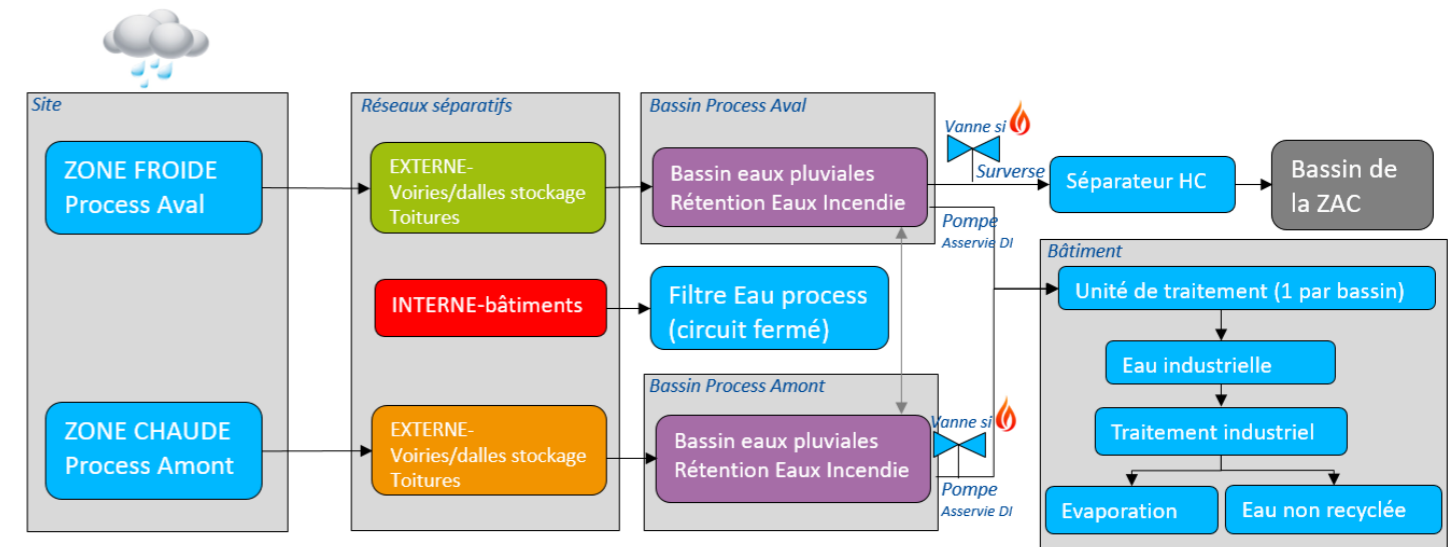 Site
ZONE FROIDE
Process Aval
ZONE CHAUDE
Process Amont
Réseaux séparatifs
EXTERNE-
Voiries/dalles stockage
Toitures
INTERNE-bâtiments
EXTERNE-
Voiries/dalles stockage
Toitures
Bassin Process Aval
Bassin eaux pluviales
Rétention Eaux Incendie
Filtre Eau process
(circuit fermé)
Bassin Process Amont
Bassin eaux pluviales
Rétention Eaux Incendie
Vanne si
Surverse
Pompe
Asservie DI
Vanne si
Pompe
Asservie DI
Séparateur HC
Bassin de
la ZAC
Bâtiment
Unité de traitement (1 par bassin)
Eau industrielle
Traitement industriel
Evaporation
Eau non recyclée